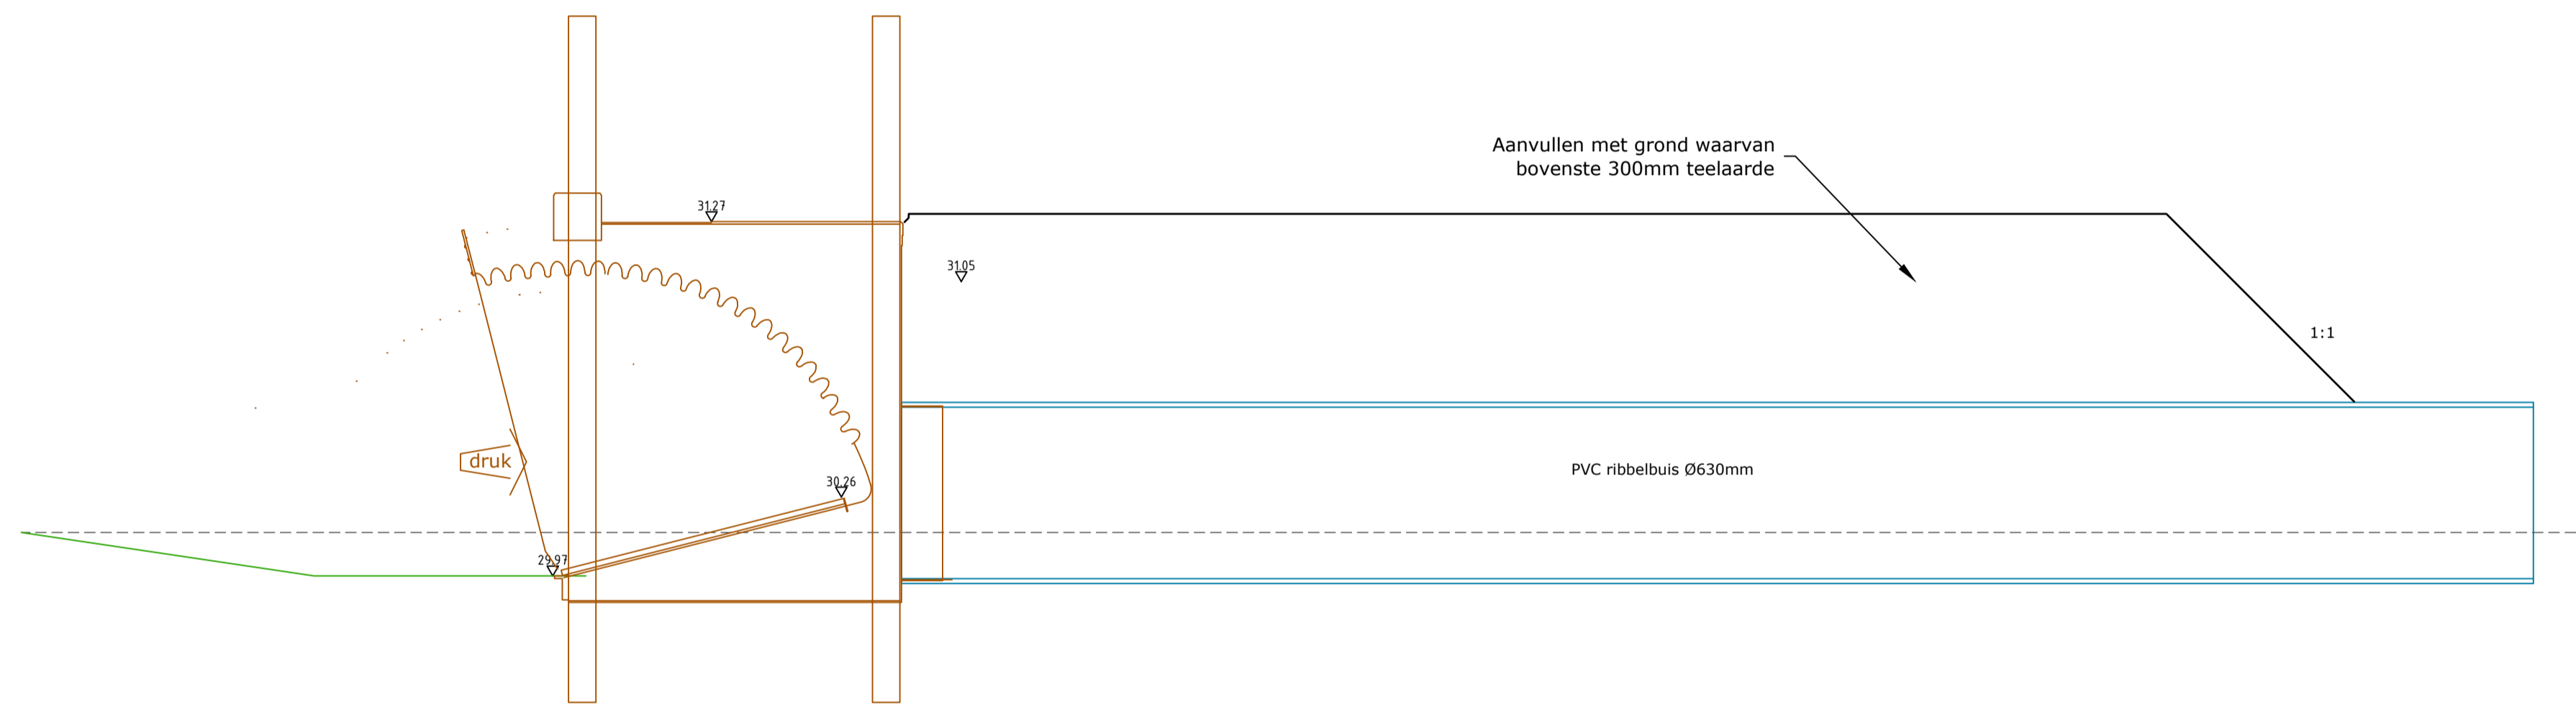 Aanvullen met grond waarvan
bovenste 300mm teelaarde
31.27
31.05
1:1
druk
PVC ribbelbuis Ø630mm
30.26
29.97